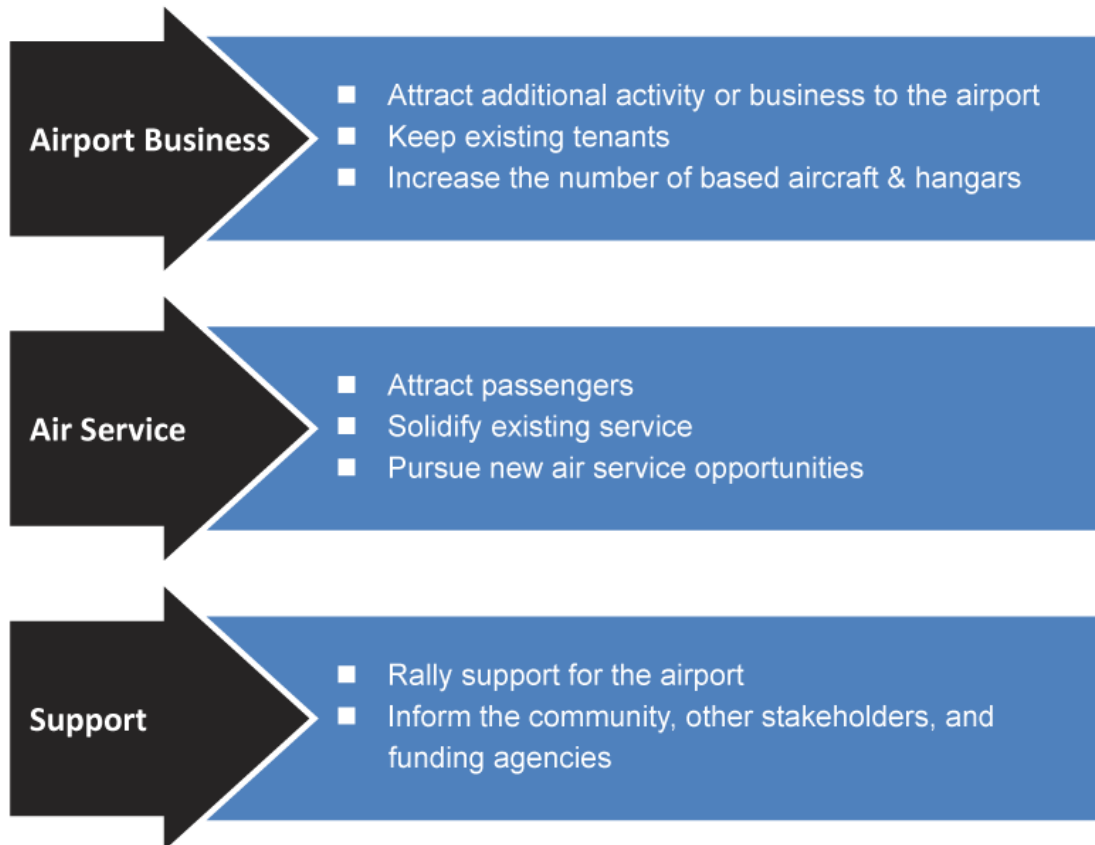 Airport Business
■ Attract additional activity or business to the airport
■ Keep existing tenants
■ Increase the number of based aircraft & hangars
Air Service
■ Attract passengers
■ Solidify existing service
■ Pursue new air service opportunities
Support
■ Rally support for the airport
■ Inform the community, other stakeholders, and
funding agencies